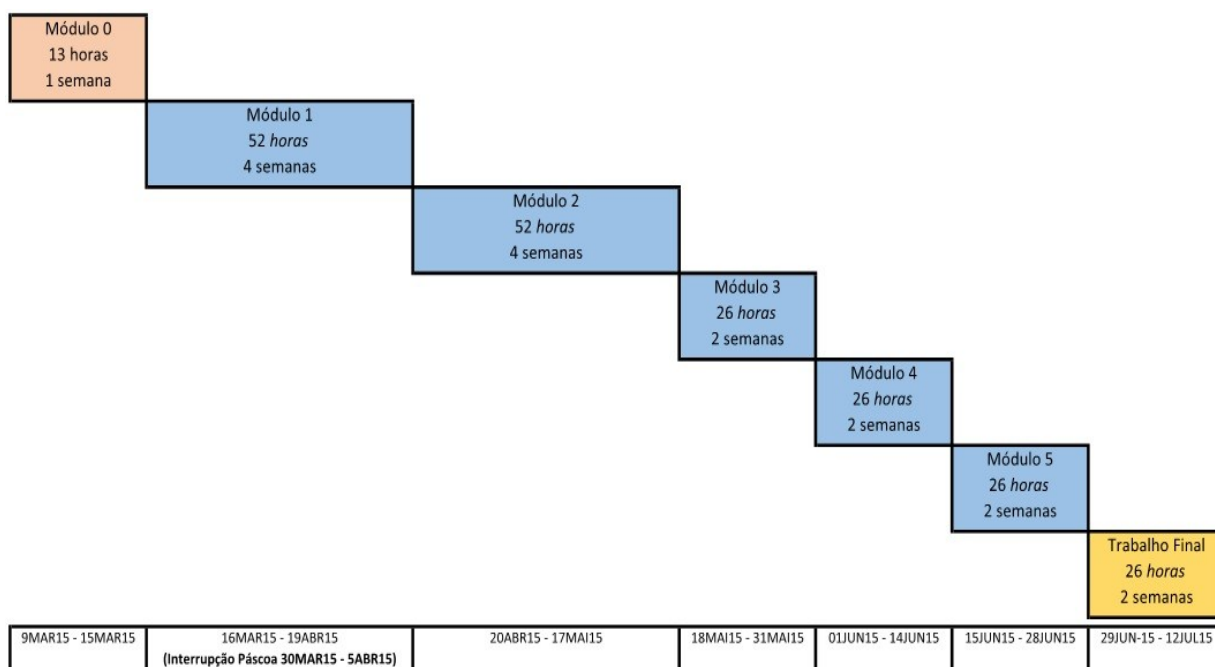 Módulo 0
13 horas
1 semana
Módulo 1
52 horas
4 semanas
Módulo 2
52 horas
4 semanas
Módulo 3
26 horas
2 semanas
Módulo 4
26 horas
2 semanas
Módulo 5
26 horas
2 semanas
Trabalho Final
26 horas
2 semanas
9MAR15 - 15MAR15
16MAR15 - 19ABR15
(Interrupção Páscoa 30MAR15 - 5ABR15)
20ABR15 - 17MAI15
18MAI15 - 31MAI15
01JUN15 - 14JUN15
15JUN15 - 28JUN15
29JUN-15 - 12JUL15